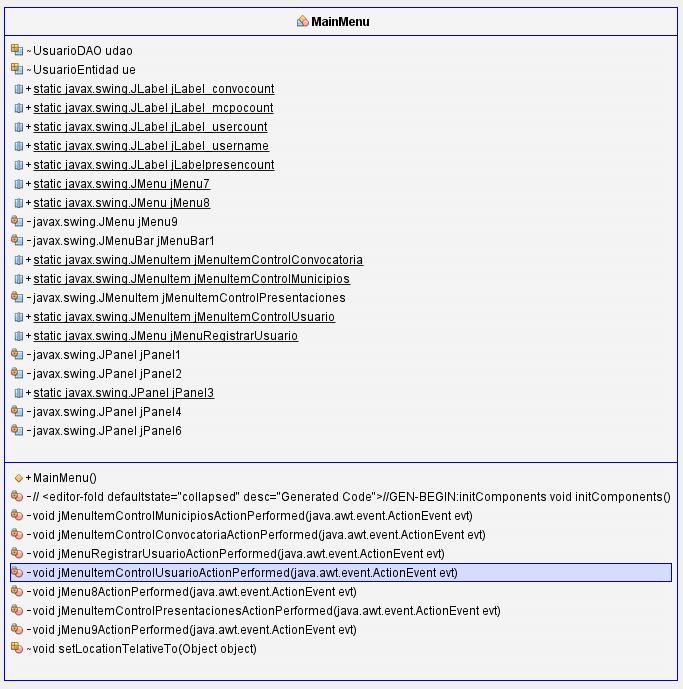 MainMenu
~UsuarioDAO udao
~UsuarioEntidad ue
+static javax.swing.JLabel jLabel_convocount
+static javax.swing.JLabel jLabel_mcpocount
+static javax.swing.JLabel jLabel_usercount
+static javax.swing.JLabel jLabel_username
+static javax.swing.JLabel jLabelpresencount
+static javax.swing.JMenu jMenu7
+static javax.swing.JMenu jMenu8
-javax.swing.JMenu jMenu9
-javax.swing.JMenuBar jMenuBar1
+static javax.swing.JMenuItem jMenuItemControlConvocatoria
+static javax.swing.JMenuItem jMenuItemControlMunicipios
-javax.swing.JMenuItem jMenuItemControlPresentaciones
+static javax.swing.JMenuItem jMenuItemControlUsuario
+static javax.swing.JMenu jMenuRegistrarUsuario
-javax.swing.JPanel jPanel1
-javax.swing.JPanel jPanel2
+static javax.swing.JPanel jPanel3
-javax.swing.JPanel jPanel4
-javax.swing.JPanel jPanel6
+MainMenu()
-// <editor-fold defaultstate="collapsed" desc="Generated Code">//GEN-BEGIN:initComponents void initComponents()
-void jMenuItemControlMunicipiosActionPerformed(java.awt.event.ActionEvent evt)
-void jMenuItemControlConvocatoriaActionPerformed(java.awt.event.ActionEvent evt)
-void jMenuRegistrarUsuarioActionPerformed(java.awt.event.ActionEvent evt)
-void jMenuItemControlUsuarioActionPerformed(java.awt.event.ActionEvent evt)
-void jMenu8ActionPerformed(java.awt.event.ActionEvent evt)
-void jMenuItemControlPresentacionesActionPerformed(java.awt.event.ActionEvent evt)
-void jMenu9ActionPerformed(java.awt.event.ActionEvent evt)
~void setLocationTelativeTo(Object object)